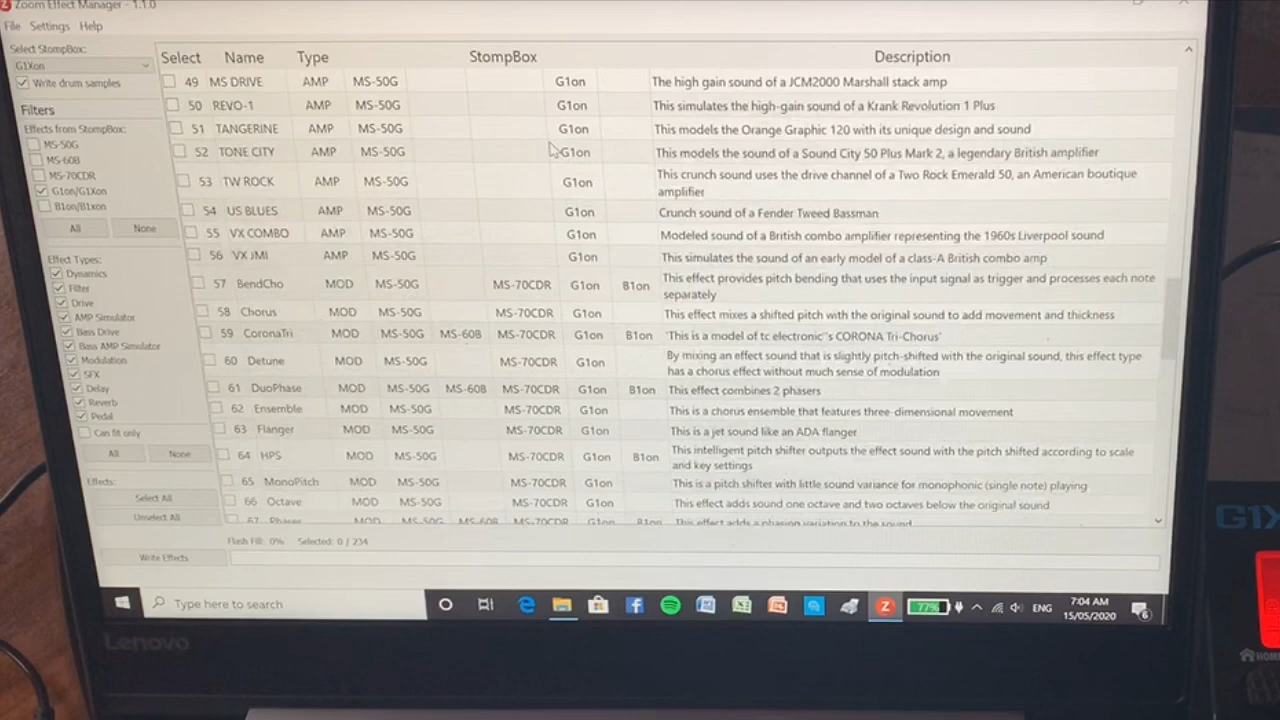 Zoom Effect Manager - 1.1.0
File Settings Help
Select StompBox:
G1Xon
Write drum samples
Filters
Effects from StompBox:
MS-50G
MS-60B
MS-70CDR
G1on/G1Xon
B1on/B1xon
All None
Effect Types:
Dynamics
Filter
Drive
AMP Simulator
Bass Drive
Bass AMP Simulator
Modulation
SFX
Delay
Reverb
Pedal
Can fit only
All None
Effects:
Select All
Unselect All
Write Effects
Select Name Type StompBox Description
49 MS DRIVE AMP MS-50G G1on The high gain sound of a JCM2000 Marshall stack amp
50 REVO-1 AMP MS-50G G1on This simulates the high-gain sound of a Krank Revolution 1 Plus
51 TANGERINE AMP MS-50G G1on This models the Orange Graphic 120 with its unique design and sound
52 TONE CITY AMP MS-50G G1on This models the sound of a Sound City 50 Plus Mark 2, a legendary British amplifier
53 TW ROCK AMP MS-50G G1on This crunch sound uses the drive channel of a Two Rock Emerald 50, an American boutique
amplifier
54 US BLUES AMP MS-50G G1on Crunch sound of a Fender Tweed Bassman
55 VX COMBO AMP MS-50G G1on Modeled sound of a British combo amplifier representing the 1960s Liverpool sound
56 VX JMI AMP MS-50G G1on This simulates the sound of an early model of a class-A British combo amp
57 BendCho MOD MS-50G MS-70CDR G1on B1on This effect provides pitch bending that uses the input signal as trigger and processes each note
separately
58 Chorus MOD MS-50G MS-70CDR G1on This effect mixes a shifted pitch with the original sound to add movement and thickness
59 CoronaTri MOD MS-50G MS-60B MS-70CDR G1on B1on 'This is a model of tc electronic''s CORONA Tri-Chorus'
60 Detune MOD MS-50G MS-70CDR G1on By mixing an effect sound that is slightly pitch-shifted with the original sound, this effect type
has a chorus effect without much sense of modulation
61 DuoPhase MOD MS-50G MS-60B MS-70CDR G1on B1on This effect combines 2 phasers
62 Ensemble MOD MS-50G MS-70CDR G1on This is a chorus ensemble that features three-dimensional movement
63 Flanger MOD MS-50G MS-70CDR G1on This is a jet sound like an ADA flanger
64 HPS MOD MS-50G MS-70CDR G1on B1on This intelligent pitch shifter outputs the effect sound with the pitch shifted according to scale
and key settings
65 MonoPitch MOD MS-50G MS-70CDR G1on This is a pitch shifter with little sound variance for monophonic (single note) playing
66 Octave MOD MS-50G MS-70CDR G1on This effect adds sound one octave and two octaves below the original sound
67 Phaser MOD MS-50G MS-60B MS-70CDR G1on B1on This effect adds a phasing variation to the sound
Flash Fill: 0% Selected: 0 / 234
Type here to search
77%
ENG
7:04 AM
15/05/2020
6
Lenovo
G1X